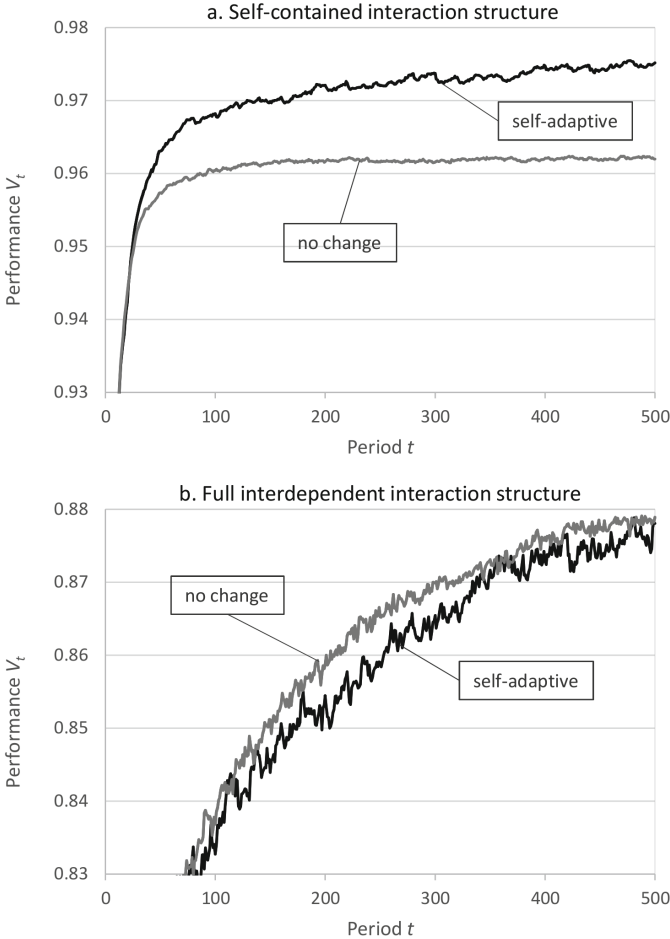 a. Self-contained interaction structure
0.98
0.97
0.96
0.95
0.94
0.93
Performance Vt
self-adaptive
no change
0 100 200 300 400 500
Period t
b. Full interdependent interaction structure
0.88
0.87
0.86
0.85
0.84
0.83
Performance Vt
no change
self-adaptive
0 100 200 300 400 500
Period t